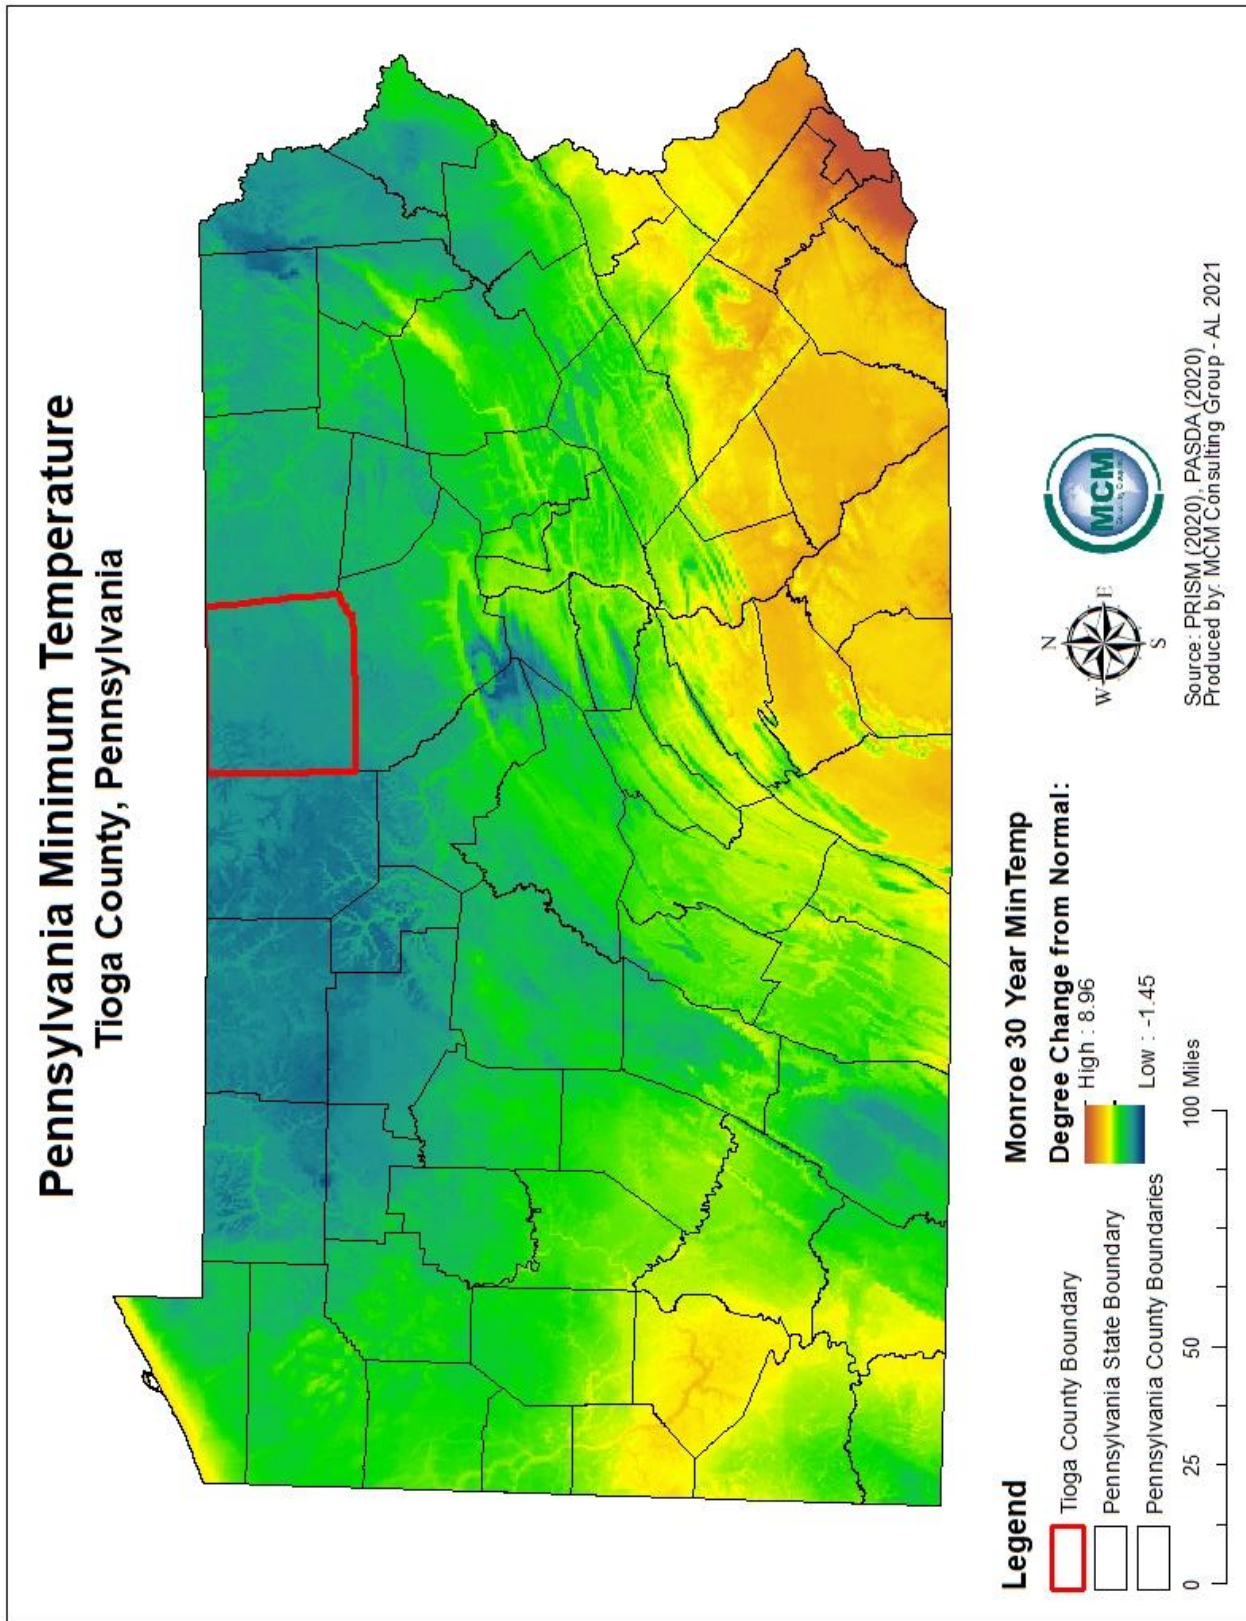 Pennsylvania Minimum Temperature
Tioga County, Pennsylvania
Legend
Tioga County Boundary
Pennsylvania State Boundary
Pennsylvania County Boundaries
0 25 50 100 Miles
Monroe 30 Year MinTemp
Degree Change from Normal:
High : 8.96
Low : -1.45
N
W E
S
MCM
Source: PRISM (2020), PASDA (2020)
Produced by: MCM Consulting Group - AL 2021